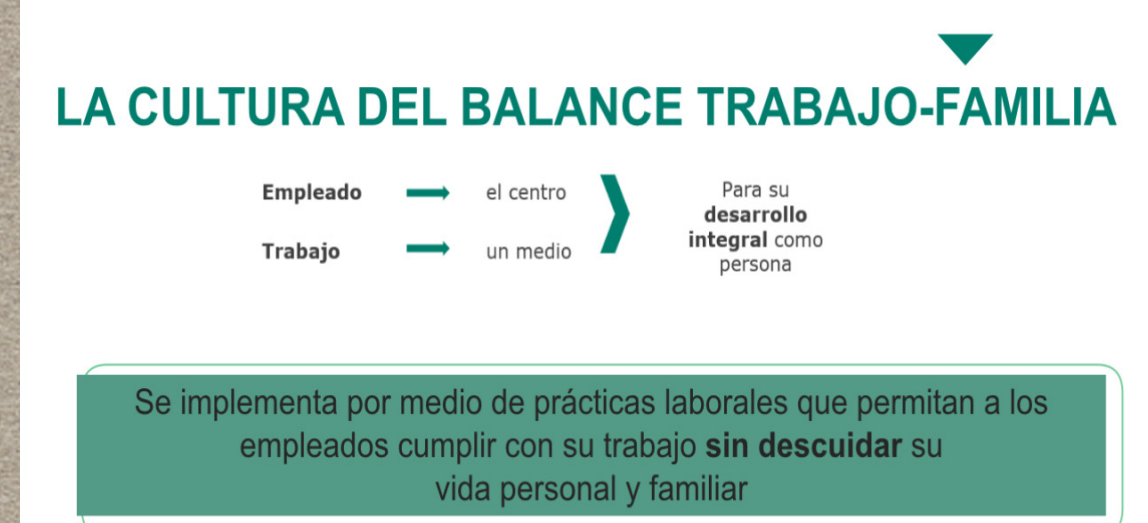 LA CULTURA DEL BALANCE TRABAJO-FAMILIA
Empleado el centro
Trabajo un medio
Para su
desarrollo
integral como
persona
Se implementa por medio de prácticas laborales que permitan a los
empleados cumplir con su trabajo sin descuidar su
vida personal y familiar